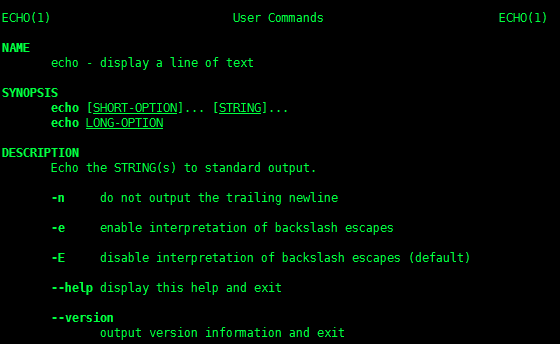 ECHO(1) User Commands ECHO(1)
NAME
echo - display a line of text
SYNOPSIS
echo [SHORT-OPTION]... [STRING]...
echo LONG-OPTION
DESCRIPTION
Echo the STRING(s) to standard output.
-n do not output the trailing newline
-e enable interpretation of backslash escapes
-E disable interpretation of backslash escapes (default)
--help display this help and exit
--version
output version information and exit